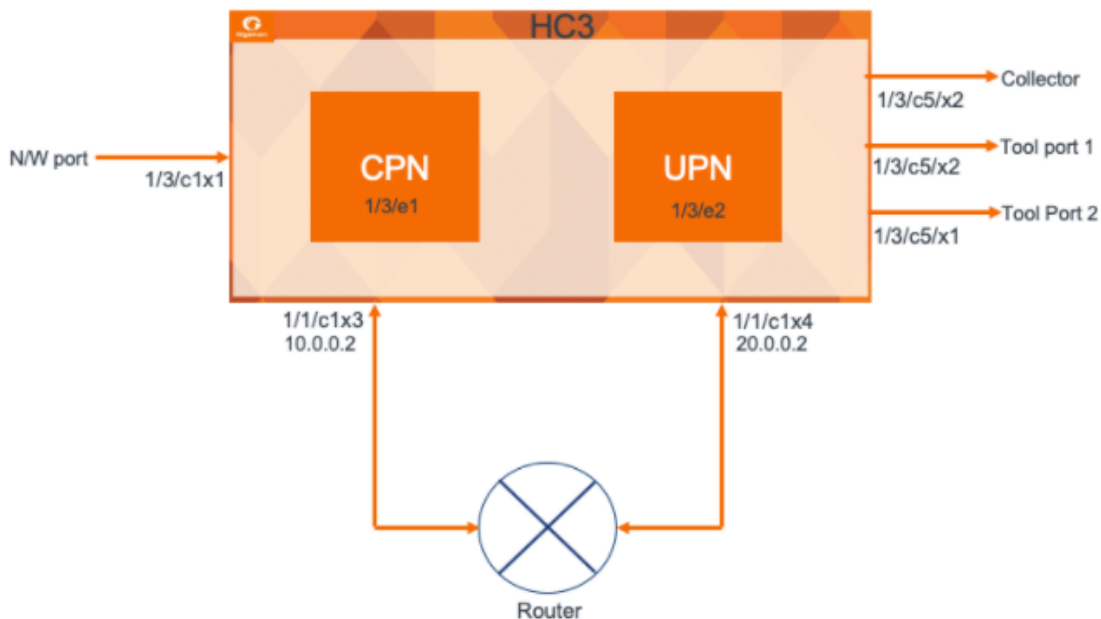 HC3
Gigamon
Collector
1/3/c5/x2
N/W port
1/3/c1x1
CPN
1/3/e1
UPN
1/3/e2
Tool port 1
1/3/c5/x2
Tool Port 2
1/3/c5/x1
1/1/c1x3
10.0.0.2
1/1/c1x4
20.0.0.2
Router